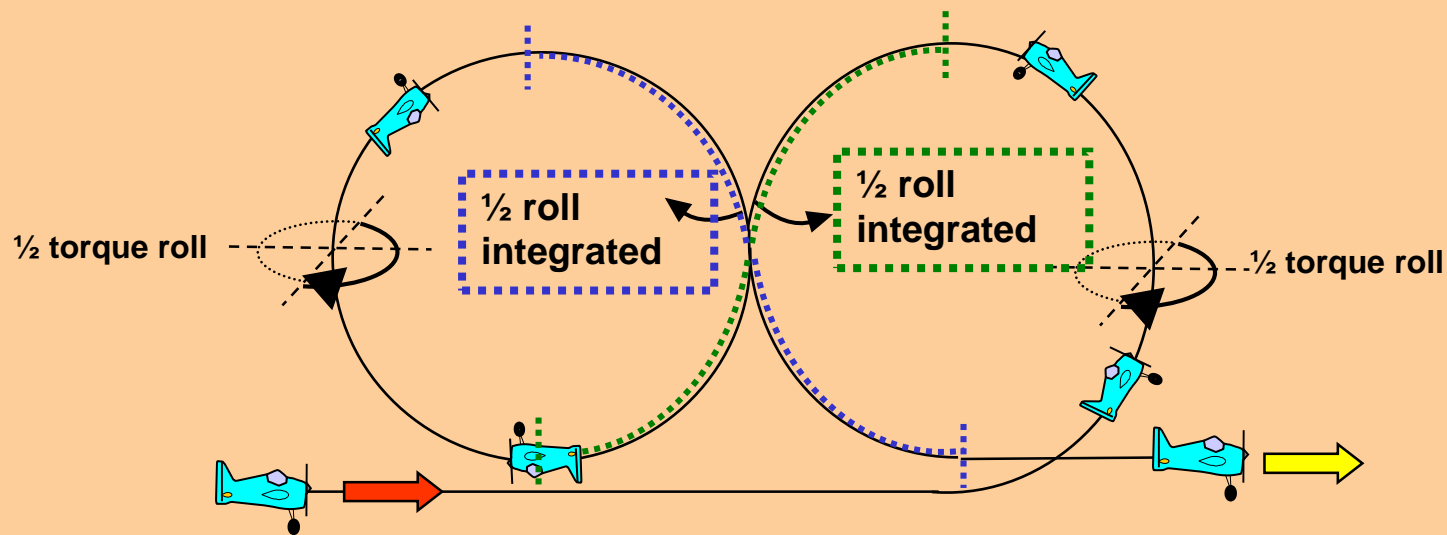 ½ torque roll
½ roll
integrated
½ roll
integrated
½ torque roll